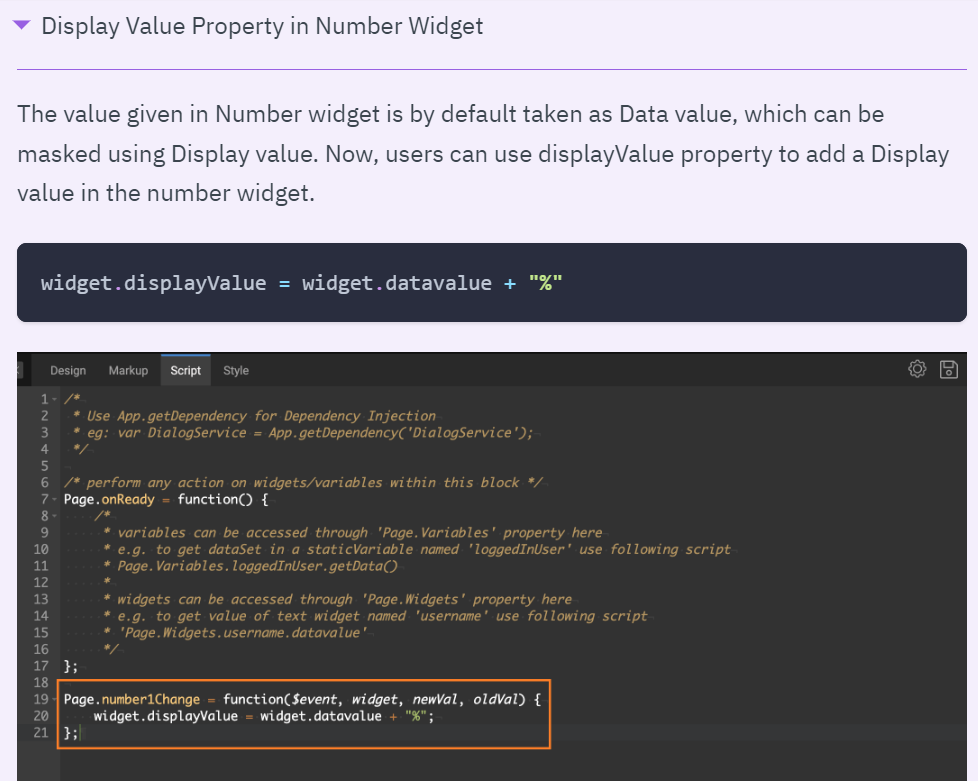 Display Value Property in Number Widget
The value given in Number widget is by default taken as Data value, which can be
masked using Display value. Now, users can use displayValue property to add a Display
value in the number widget.
widget.displayValue = widget.datavalue + "%"
Design Markup Script Style
1 /*
2 * Use App.getDependency for Dependency Injection
3 * eg: var DialogService = App.getDependency('DialogService');
4 */
5
6 /* perform any action on widgets/variables within this block */
7 Page.onReady = function() {
8 /*
9 * variables can be accessed through 'Page.Variables' property here
10 * e.g. to get dataSet in a staticVariable named 'loggedInUser' use following script
11 * Page.Variables.loggedInUser.getData()
12 *
13 * widgets can be accessed through 'Page.Widgets' property here
14 * e.g. to get value of text widget named 'username' use following script
15 * 'Page.Widgets.username.datavalue'
16 */
17 };
18
19 Page.number1Change = function($event, widget, newVal, oldVal) {
20 widget.displayValue = widget.datavalue + "%";
21 };